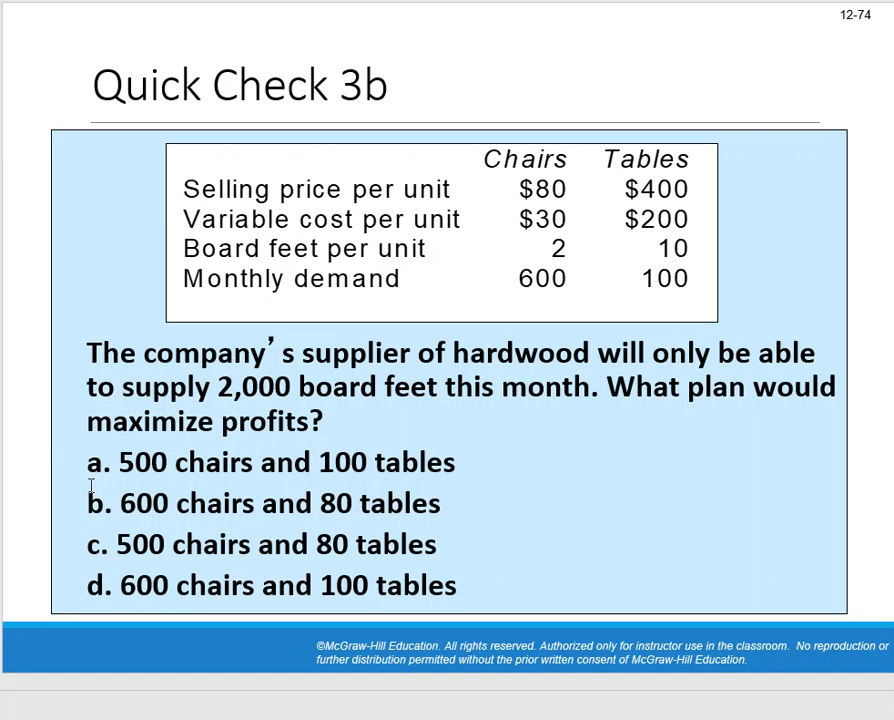 12-74
Quick Check 3b
Chairs Tables
Selling price per unit $80 $400
Variable cost per unit $30 $200
Board feet per unit 2 10
Monthly demand 600 100
The company’s supplier of hardwood will only be able
to supply 2,000 board feet this month. What plan would
maximize profits?
a. 500 chairs and 100 tables
b. 600 chairs and 80 tables
c. 500 chairs and 80 tables
d. 600 chairs and 100 tables
©McGraw-Hill Education. All rights reserved. Authorized only for instructor use in the classroom. No reproduction or
further distribution permitted without the prior written consent of McGraw-Hill Education.